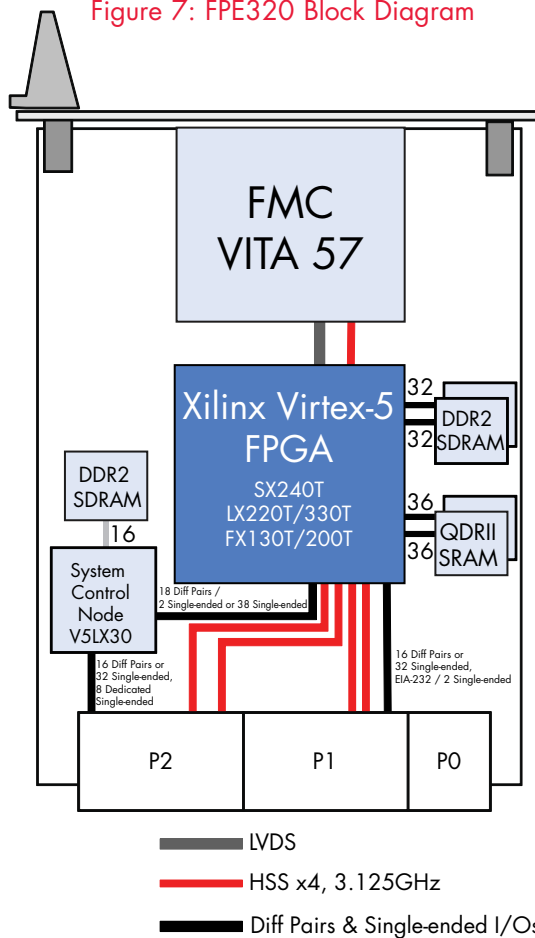 Figure 7: FPE320 Block Diagram
FMC
VITA 57
Xilinx Virtex-5
FPGA
SX240T
LX220T/330T
FX130T/200T
32
32
DDR2
SDRAM
36
36
QDRII
SRAM
DDR2
SDRAM
16
System
Control
Node
V5LX30
18 Diff Pairs /
2 Single-ended or 38 Single-ended
16 Diff Pairs or
32 Single-ended,
8 Dedicated
Single-ended
16 Diff Pairs or
32 Single-ended,
EIA-232 / 2 Single-ended
P2
P1
P0
LVDS
HSS x4, 3.125GHz
Diff Pairs & Single-ended I/Os